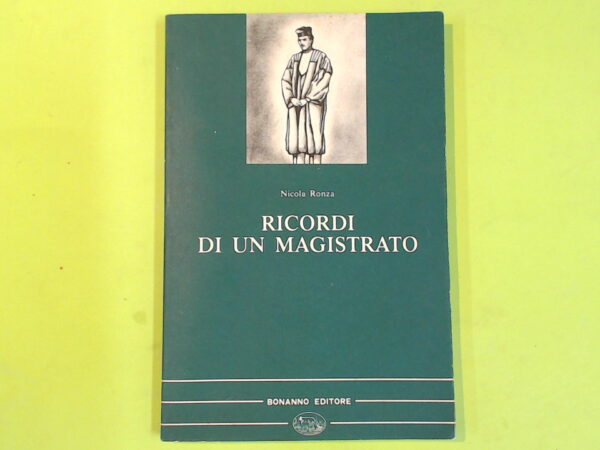 Nicola Ronza
RICORDI
DI UN MAGISTRATO
BONANNO EDITORE